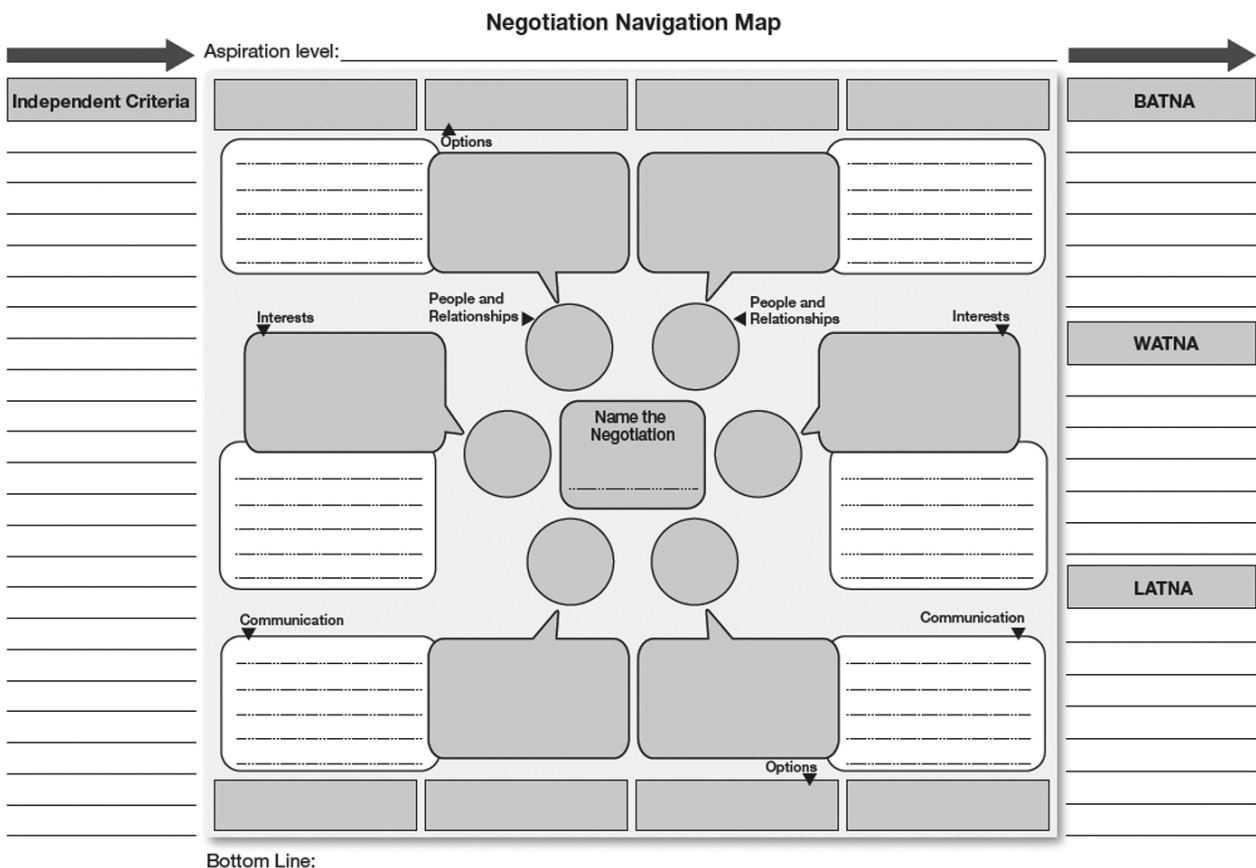 Negotiation Navigation Map
Aspiration level:
Independent Criteria
BATNA
Options
People and
Relationships
People and
Relationships
Interests
Interests
WATNA
Name the
Negotiation
LATNA
Communication
Communication
Options
Bottom Line: